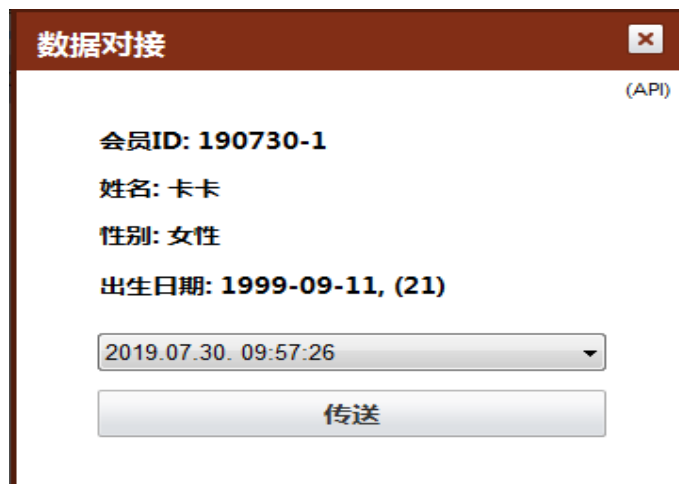 数据对接
(API)
会员ID: 190730-1
姓名: 卡卡
性别: 女性
出生日期: 1999-09-11, (21)
2019.07.30. 09:57:26
传送